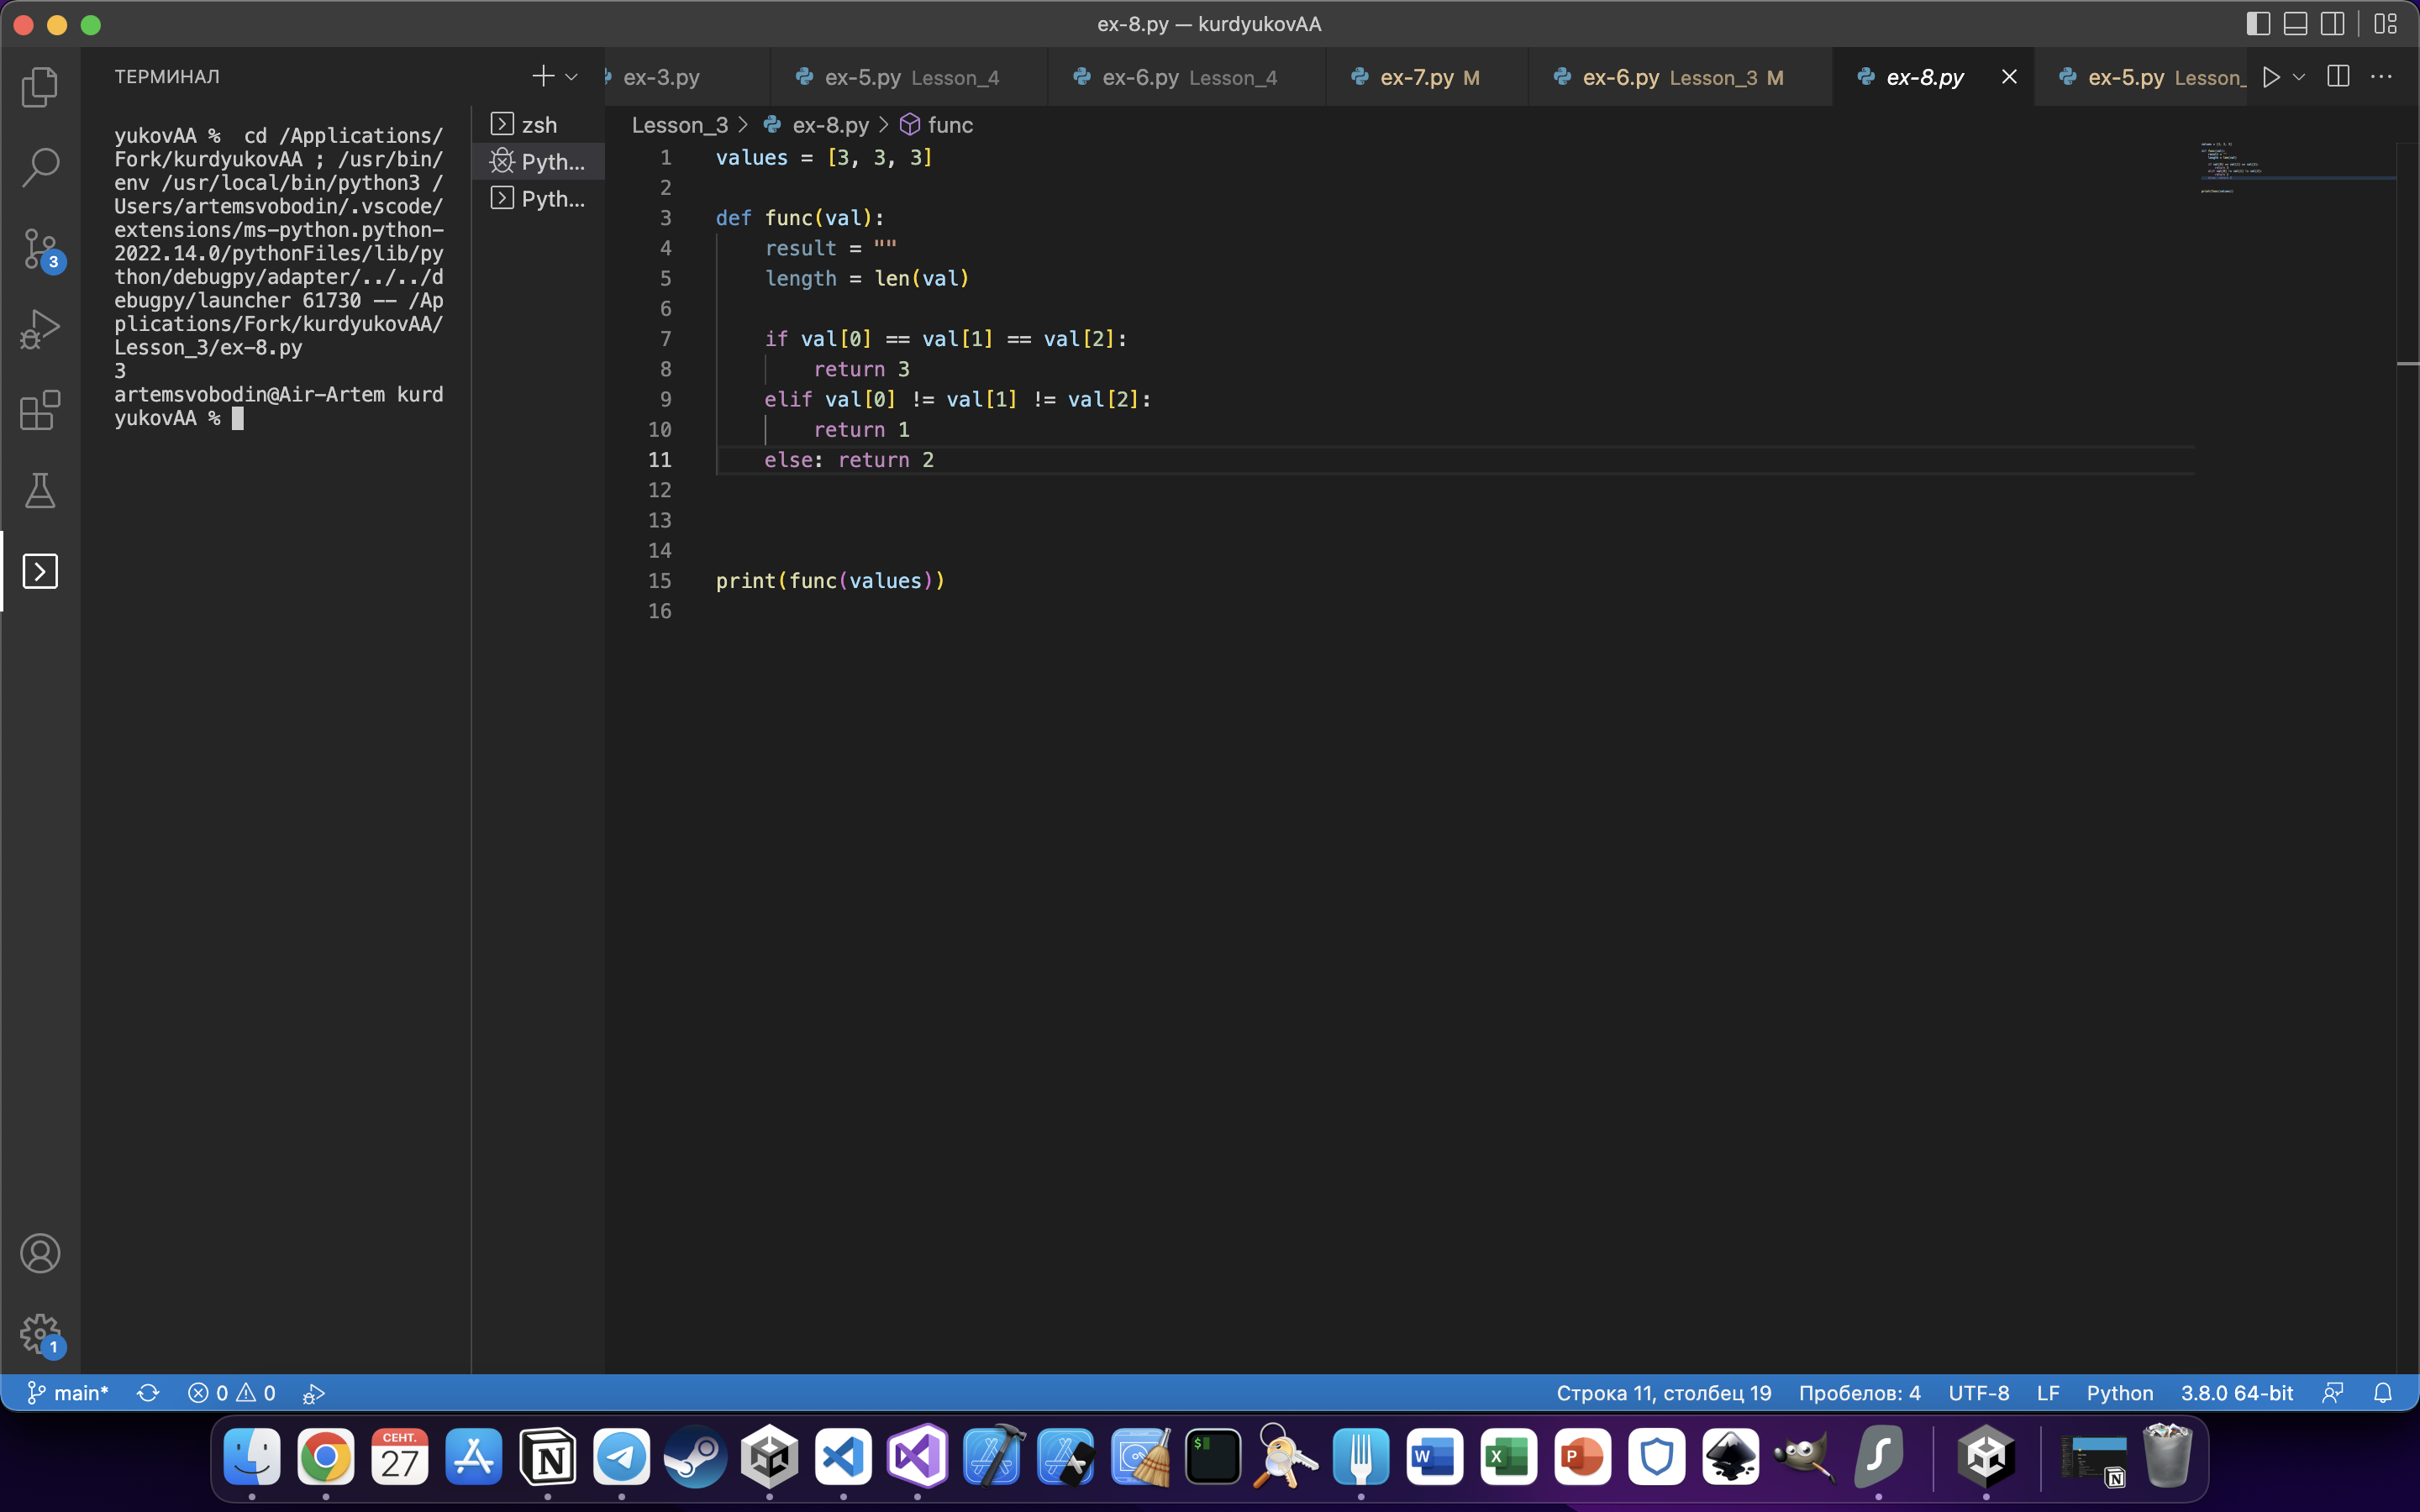 ex-8.py — kurdyukovAA
ТЕРМИНАЛ
ex-3.py
ex-5.py Lesson_4
ex-6.py Lesson_4
ex-7.py M
ex-6.py Lesson_3 M
ex-8.py
ex-5.py Lesson_
yukovAA %  cd /Applications/
Fork/kurdyukovAA ; /usr/bin/
env /usr/local/bin/python3 /
Users/artemsvobodin/.vscode/
extensions/ms-python.python-
2022.14.0/pythonFiles/lib/py
thon/debugpy/adapter/../../d
ebugpy/launcher 61730 -- /Ap
plications/Fork/kurdyukovAA/
Lesson_3/ex-8.py
3
artemsvobodin@Air-Artem kurd
yukovAA %
zsh
Pyth...
Pyth...
Lesson_3 > ex-8.py > func
1 values = [3, 3, 3]
2
3 def func(val):
4     result = ""
5     length = len(val)
6
7     if val[0] == val[1] == val[2]:
8         return 3
9     elif val[0] != val[1] != val[2]:
10         return 1
11     else: return 2
12
13
14
15 print(func(values))
16
3
1
main*
0 0
Строка 11, столбец 19
Пробелов: 4
UTF-8
LF
Python
3.8.0 64-bit
СЕНТ.
27
N
$
W
X
P
N